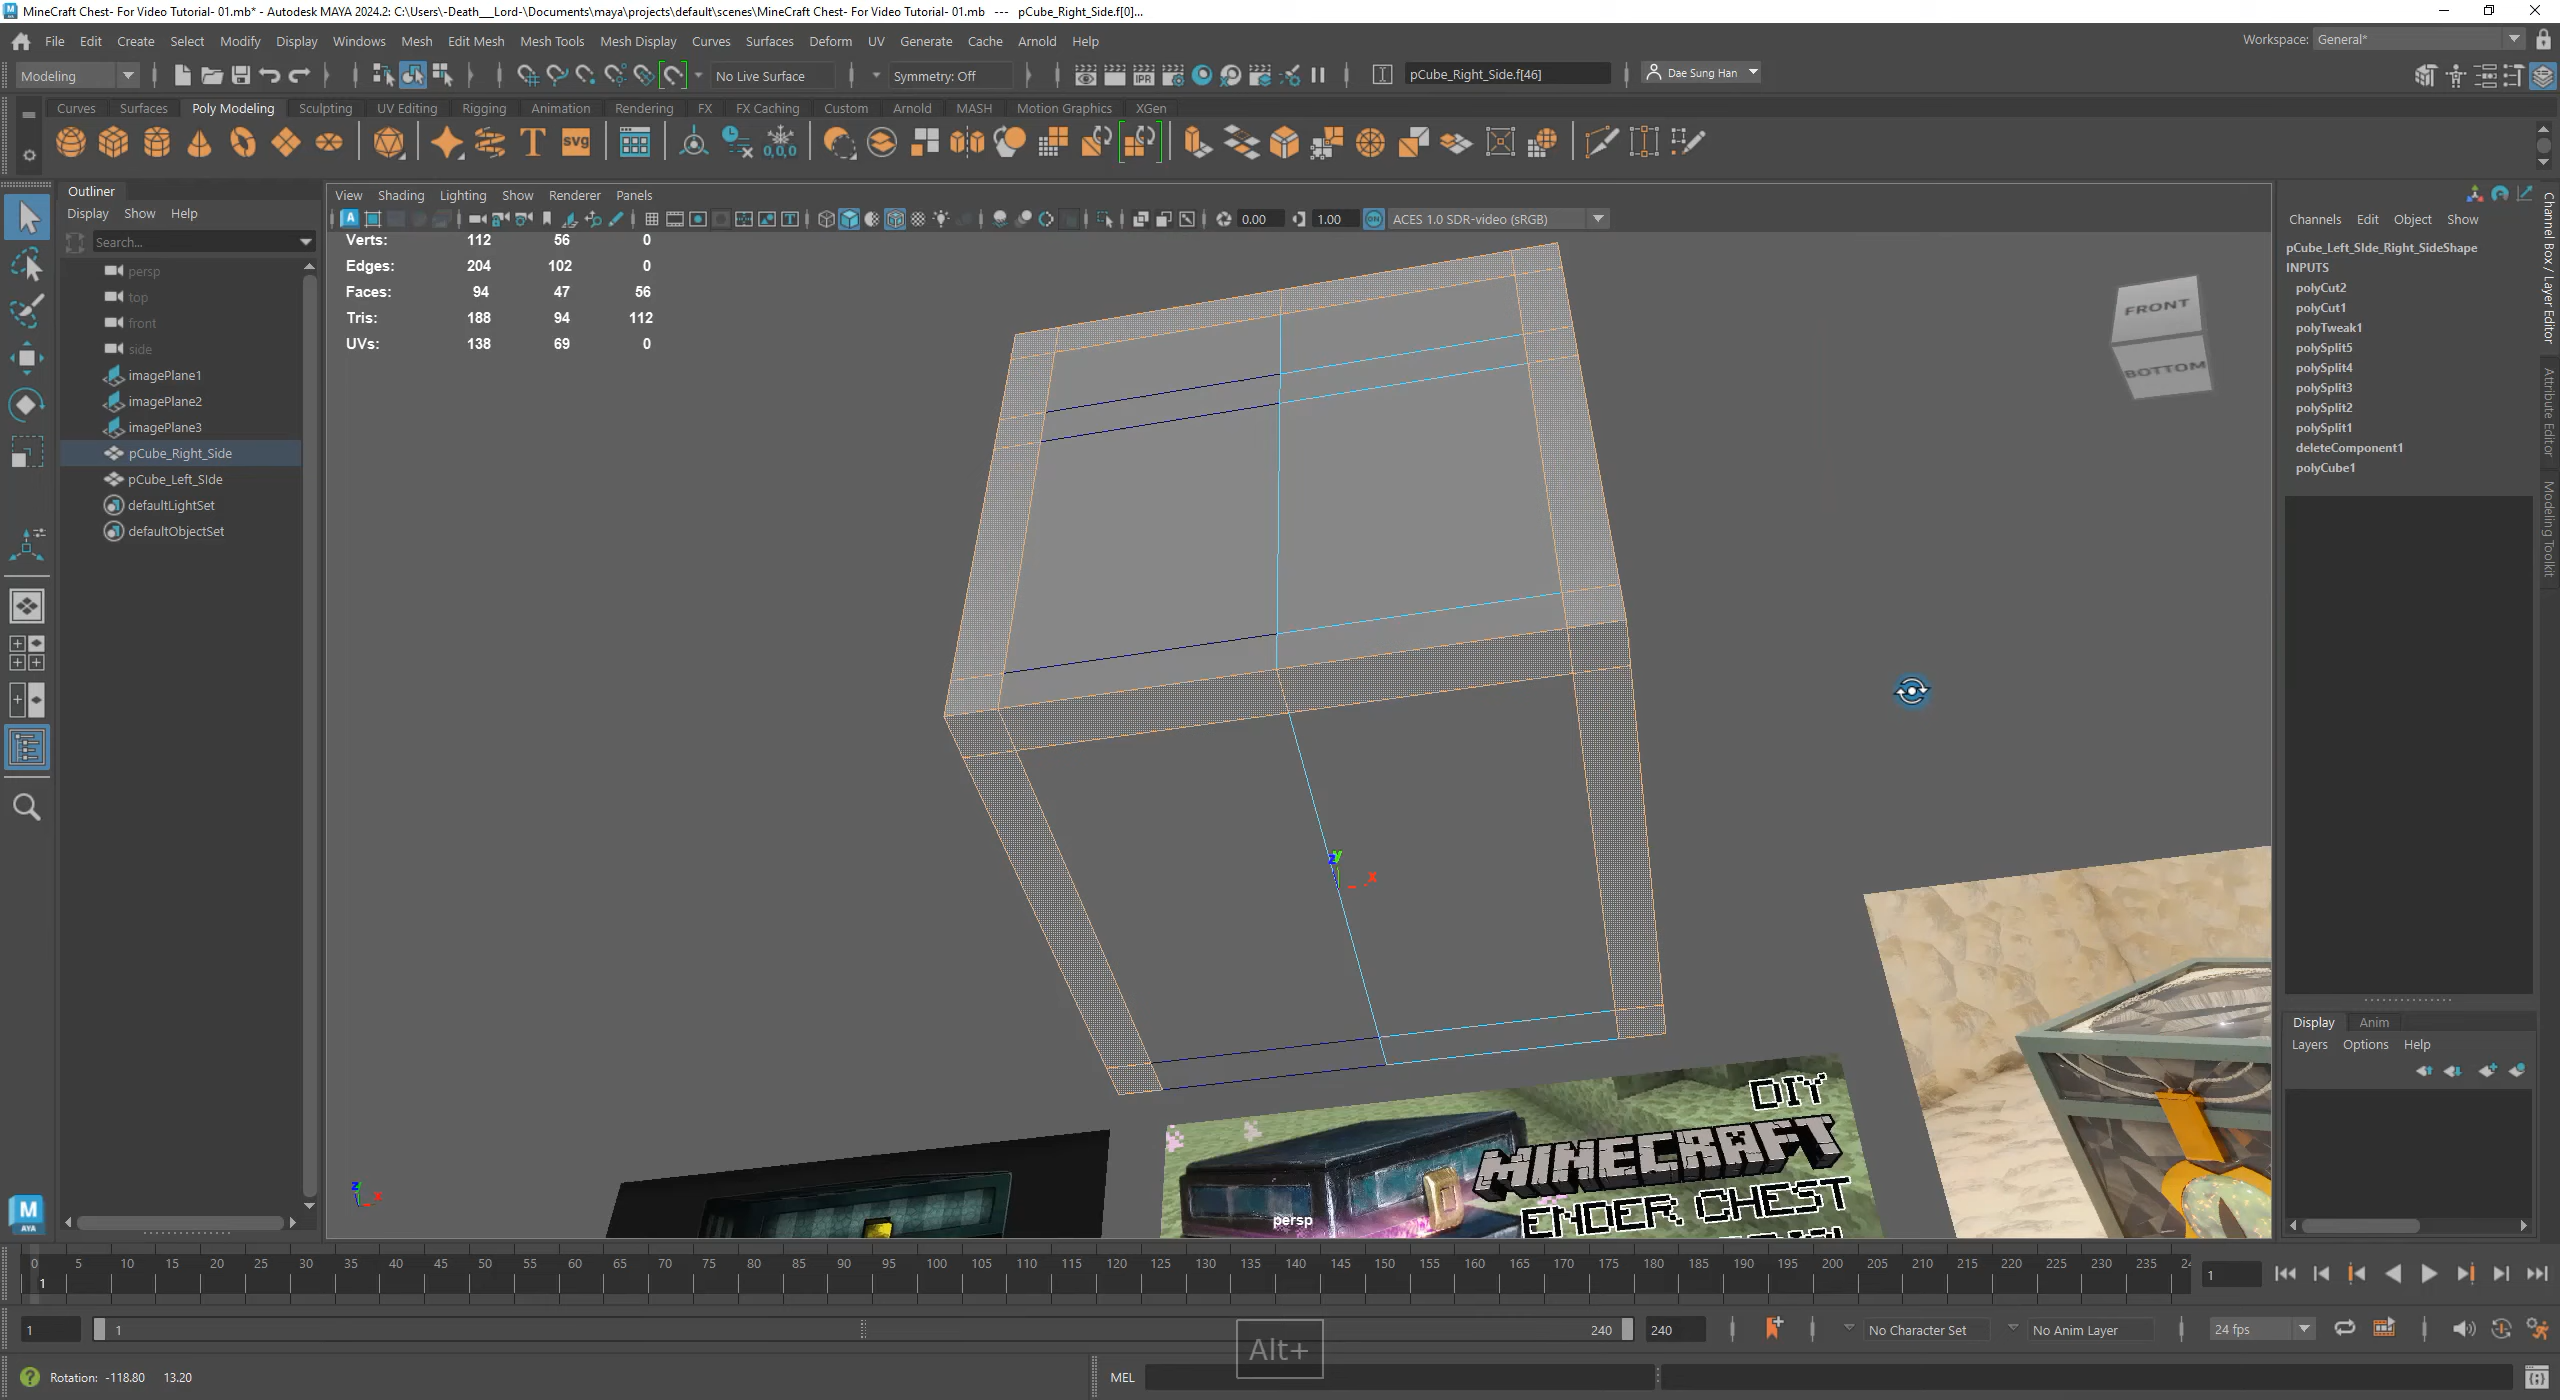 MineCraft Chest- For Video Tutorial- 01.mb* - Autodesk MAYA 2024.2: C:\Users\-Death___Lord-\Documents\maya\projects\default\scenes\MineCraft Chest- For Video Tutorial- 01.mb --- pCube_Right_Side.f[0]...
File Edit Create Select Modify Display Windows Mesh Edit Mesh Mesh Tools Mesh Display Curves Surfaces Deform UV Generate Cache Arnold Help
Workspace: General*
Modeling
No Live Surface
Symmetry: Off
IPR
pCube_Right_Side.f[46]
Dae Sung Han
Curves Surfaces Poly Modeling Sculpting UV Editing Rigging Animation Rendering FX FX Caching Custom Arnold MASH Motion Graphics XGen
T
SVG
0,0,0
Outliner
Display Show Help
Search...
persp
top
front
side
imagePlane1
imagePlane2
imagePlane3
pCube_Right_Side
pCube_Left_SIde
defaultLightSet
defaultObjectSet
View Shading Lighting Show Renderer Panels
0.00
1.00
ON
ACES 1.0 SDR-video (sRGB)
Verts: 112 56 0
Edges: 204 102 0
Faces: 94 47 56
Tris: 188 94 112
UVs: 138 69 0
FRONT
BOTTOM
z y x
z x
DIY
MINECRAFT
ENDER CHEST
persp
Channels Edit Object Show
pCube_Left_SIde_Right_SideShape
INPUTS
polyCut2
polyCut1
polyTweak1
polySplit5
polySplit4
polySplit3
polySplit2
polySplit1
deleteComponent1
polyCube1
Channel Box / Layer Editor
Attribute Editor
Modeling Toolkit
Display Anim
Layers Options Help
M
AYA
0 5 10 15 20 25 30 35 40 45 50 55 60 65 70 75 80 85 90 95 100 105 110 115 120 125 130 135 140 145 150 155 160 165 170 175 180 185 190 195 200 205 210 215 220 225 230 235
1
1
1
1
240
240
No Character Set
No Anim Layer
24 fps
Alt+
Rotation: -118.80 13.20
MEL